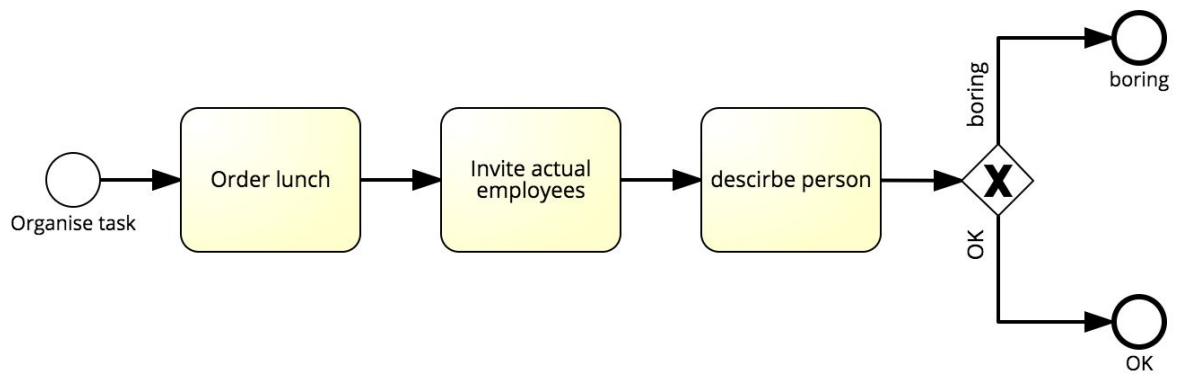 Organise task
Order lunch
Invite actual
employees
descirbe person
X
boring
boring
OK
OK